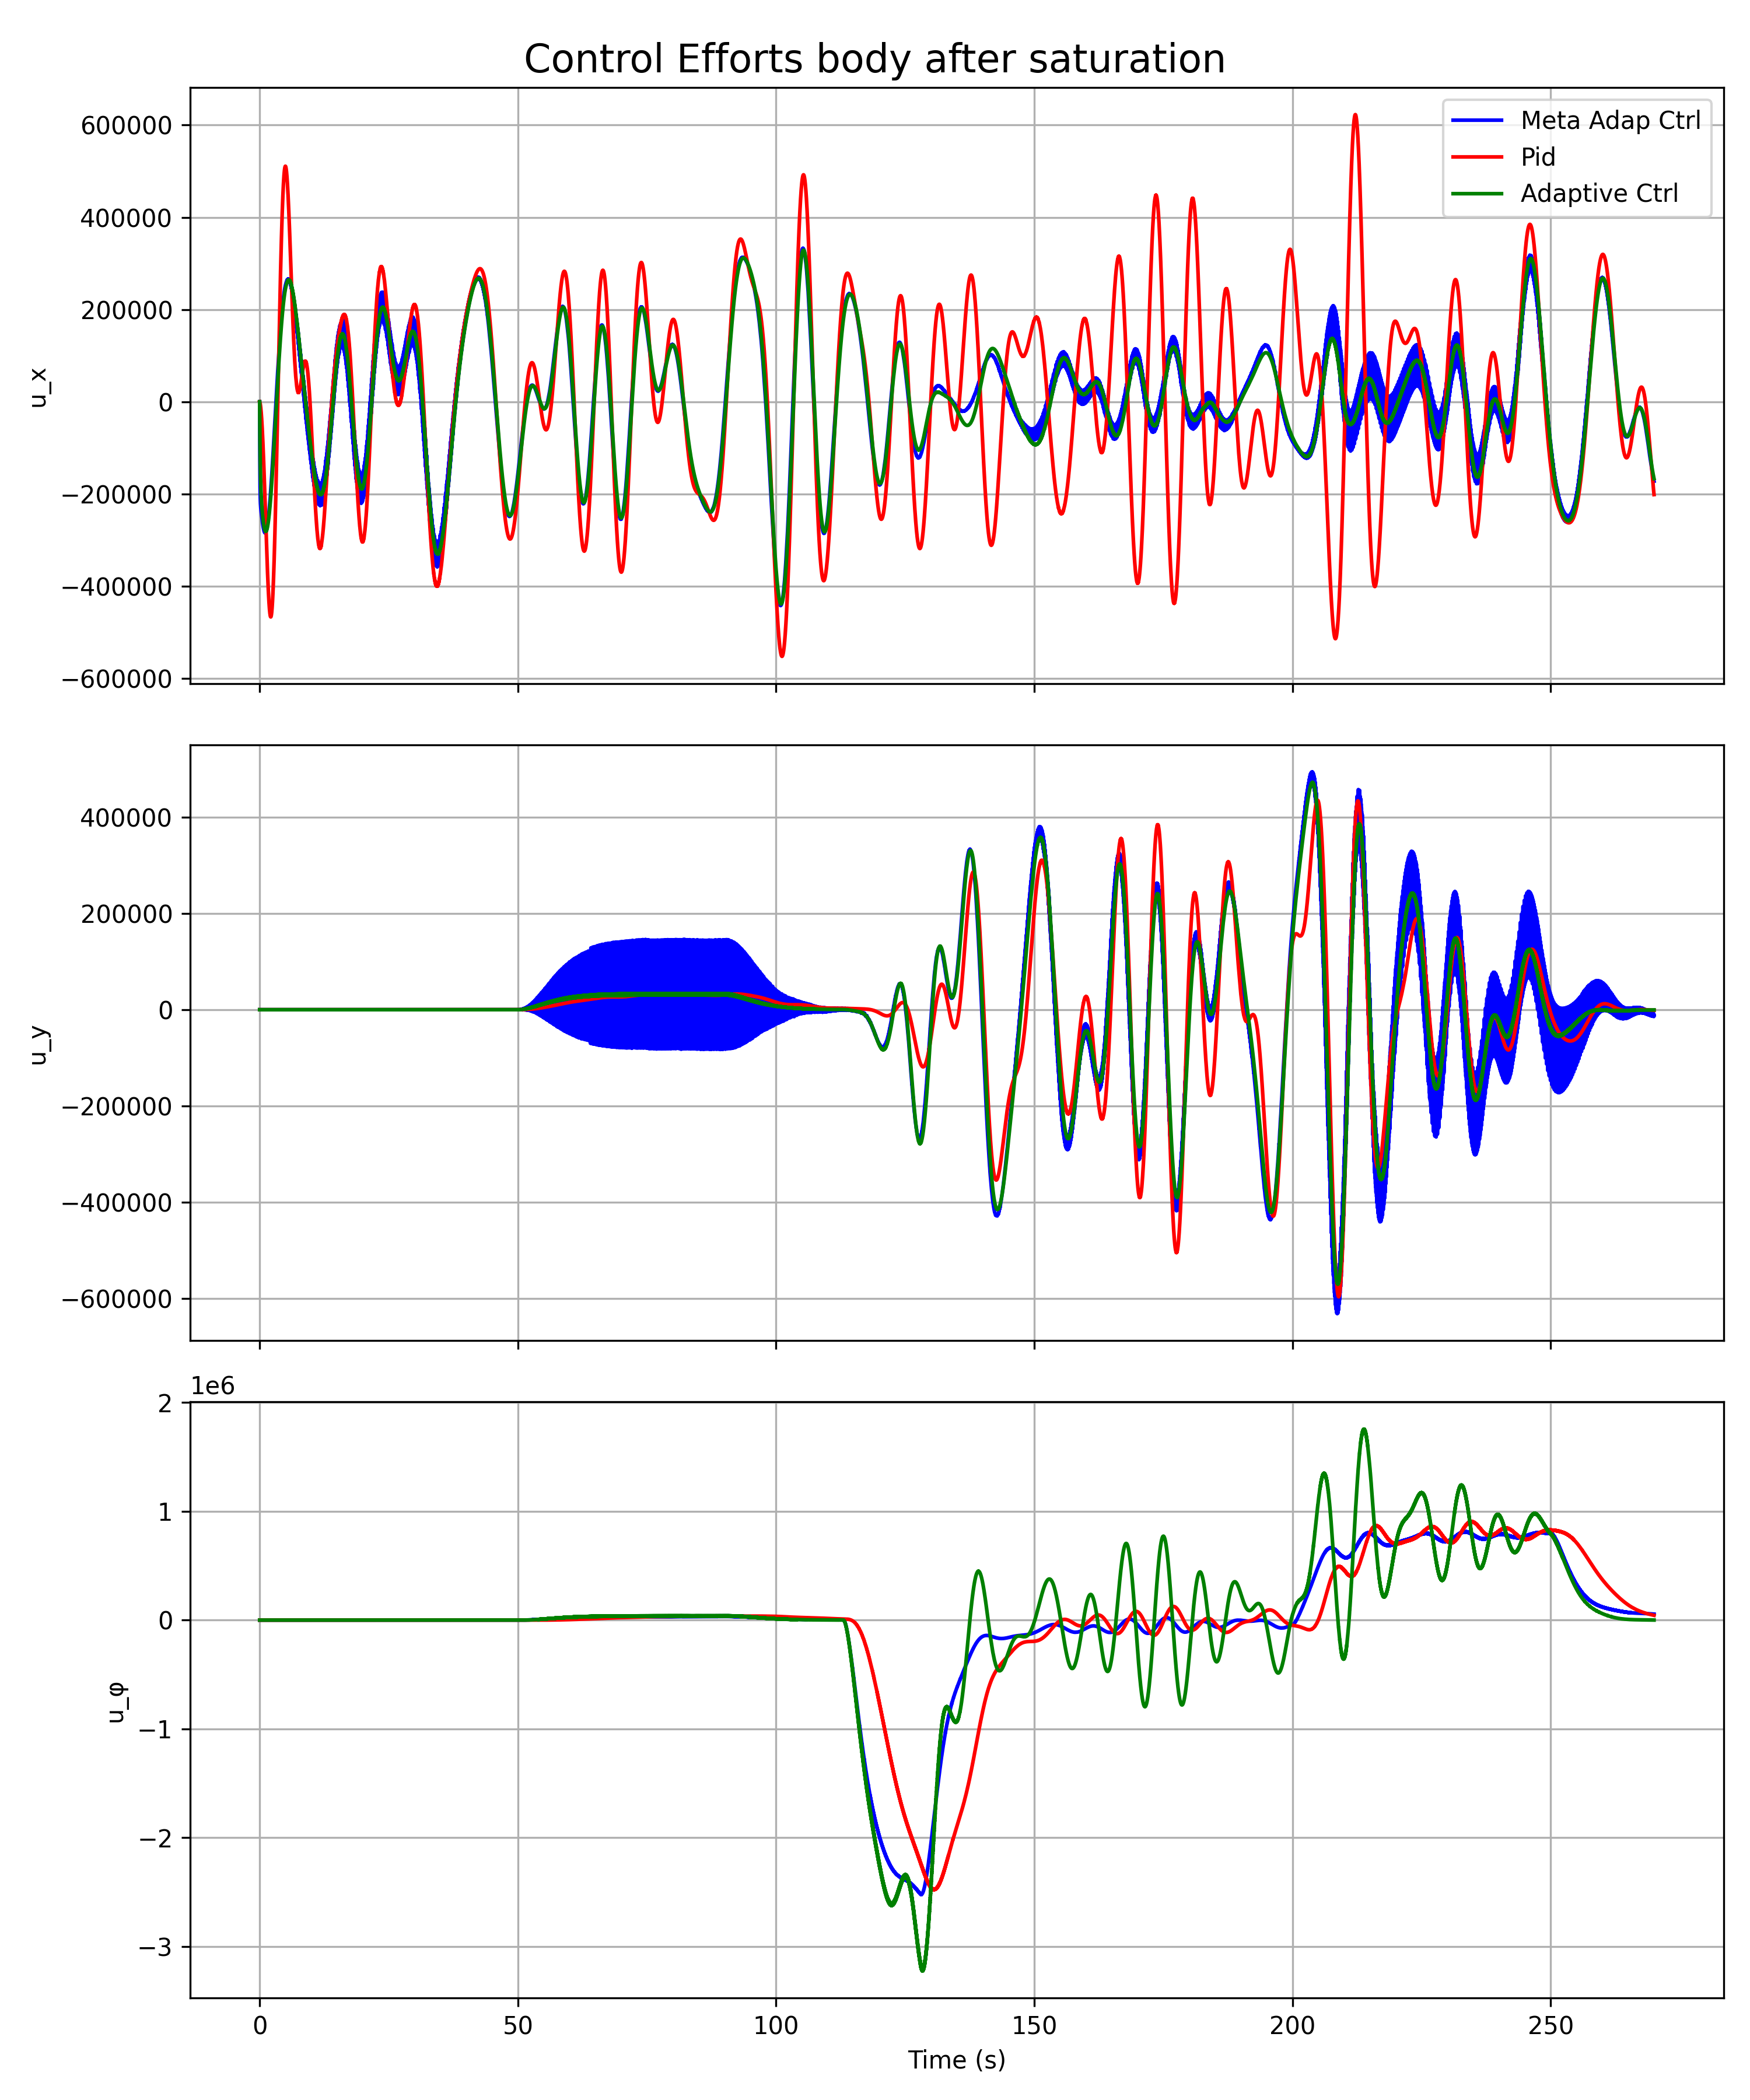 Control Efforts body after saturation
600000
400000
200000
0
−200000
−400000
−600000
u_x
Meta Adap Ctrl
Pid
Adaptive Ctrl
400000
200000
0
−200000
−400000
−600000
u_y
1e6
2
1
0
−1
−2
−3
u_φ
0 50 100 150 200 250
Time (s)